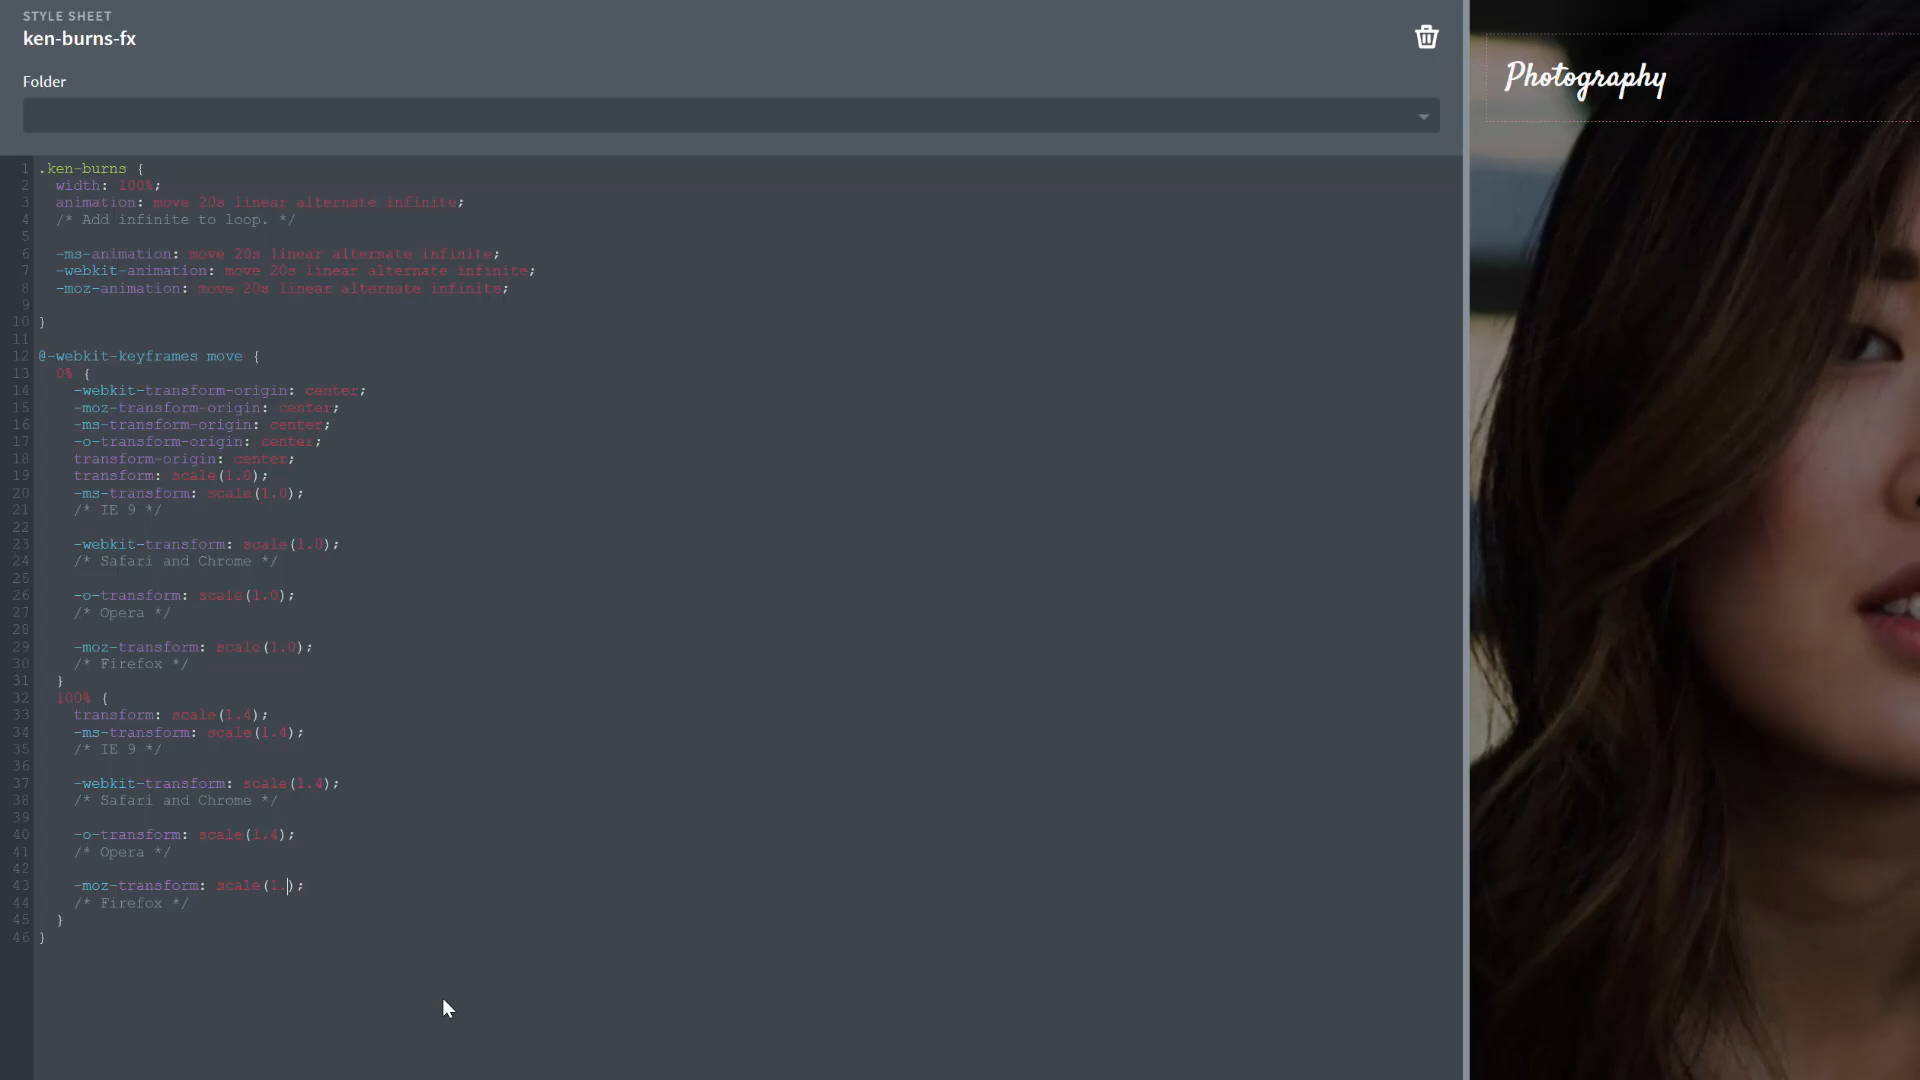 STYLE SHEET
ken-burns-fx
Folder
1 .ken-burns {
2 width: 100%;
3 animation: move 20s linear alternate infinite;
4 /* Add infinite to loop. */
5
6 -ms-animation: move 20s linear alternate infinite;
7 -webkit-animation: move 20s linear alternate infinite;
8 -moz-animation: move 20s linear alternate infinite;
9
10 }
11
12 @-webkit-keyframes move {
13 0% {
14 -webkit-transform-origin: center;
15 -moz-transform-origin: center;
16 -ms-transform-origin: center;
17 -o-transform-origin: center;
18 transform-origin: center;
19 transform: scale(1.0);
20 -ms-transform: scale(1.0);
21 /* IE 9 */
22
23 -webkit-transform: scale(1.0);
24 /* Safari and Chrome */
25
26 -o-transform: scale(1.0);
27 /* Opera */
28
29 -moz-transform: scale(1.0);
30 /* Firefox */
31 }
32 100% {
33 transform: scale(1.4);
34 -ms-transform: scale(1.4);
35 /* IE 9 */
36
37 -webkit-transform: scale(1.4);
38 /* Safari and Chrome */
39
40 -o-transform: scale(1.4);
41 /* Opera */
42
43 -moz-transform: scale(1.);
44 /* Firefox */
45 }
46 }
Photography